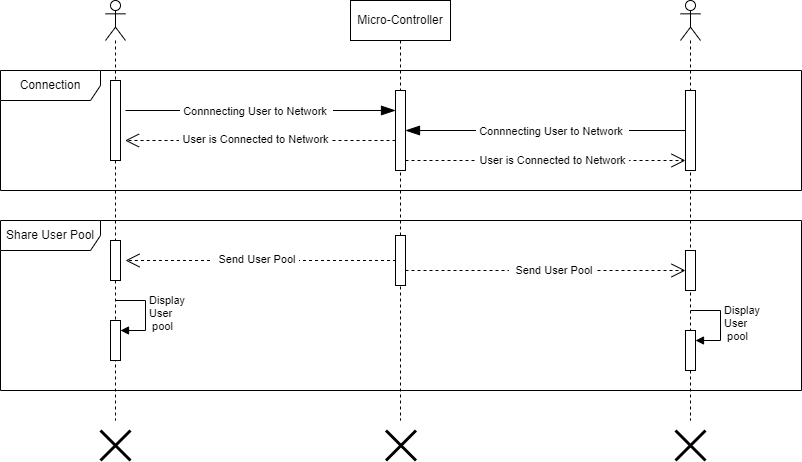 Micro-Controller
Connection
Connnecting User to Network
User is Connected to Network
Connnecting User to Network
User is Connected to Network
Share User Pool
Send User Pool
Send User Pool
Display
User
pool
Display
User
pool